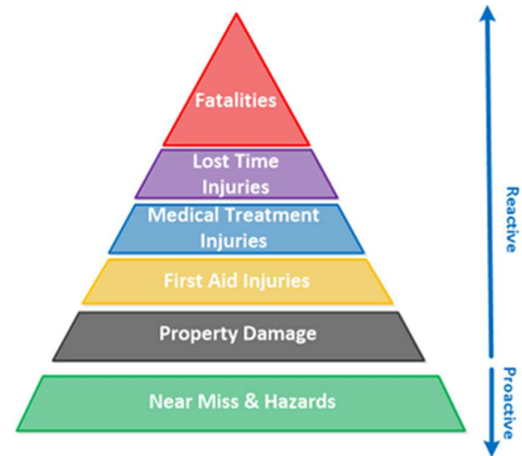 Fatalities
Lost Time
Injuries
Medical Treatment
Injuries
First Aid Injuries
Property Damage
Near Miss & Hazards
Reactive
Proactive